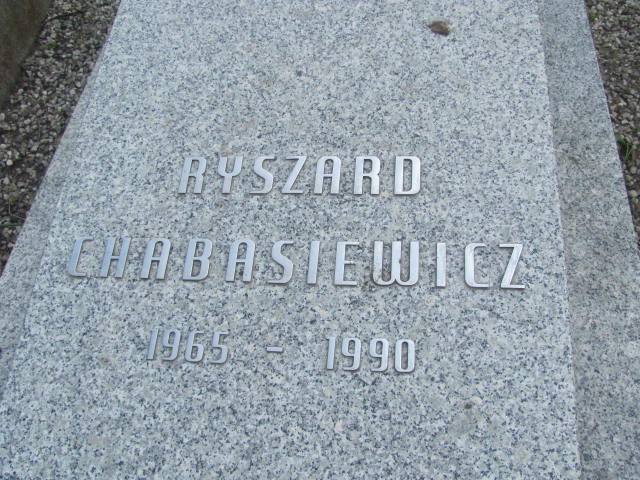 RYSZARD
CHABASIEWICZ
1965 - 1990